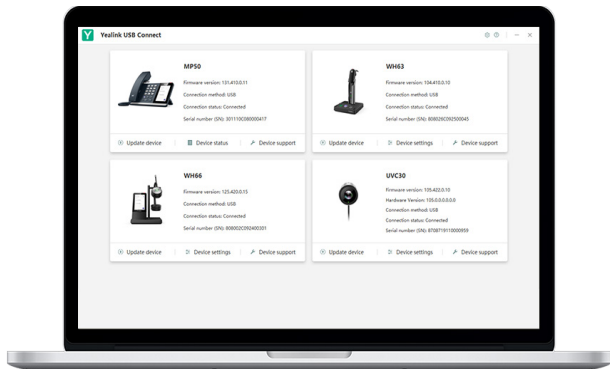 Yealink USB Connect
MP50
Firmware version: 131.410.0.11
Connection method: USB
Connection status: Connected
Serial number (SN): 301110C080000417
Update device
Device status
Device support
WH63
Firmware version: 104.410.0.10
Connection method: USB
Connection status: Connected
Serial number (SN): 808026C092500045
Update device
Device settings
Device support
WH66
Firmware version: 125.420.0.15
Connection method: USB
Connection status: Connected
Serial number (SN): 808002C092400301
Update device
Device settings
Device support
UVC30
Firmware version: 105.420.0.10
Hardware Version: 105.0.0.0.0.0.0
Connection method: USB
Connection status: Connected
Serial number (SN): 8708719110000959
Update device
Device settings
Device support